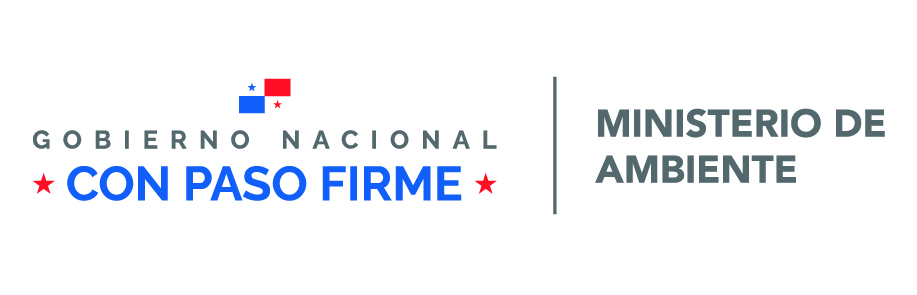 GOBIERNO NACIONAL
CON PASO FIRME
MINISTERIO DE
AMBIENTE